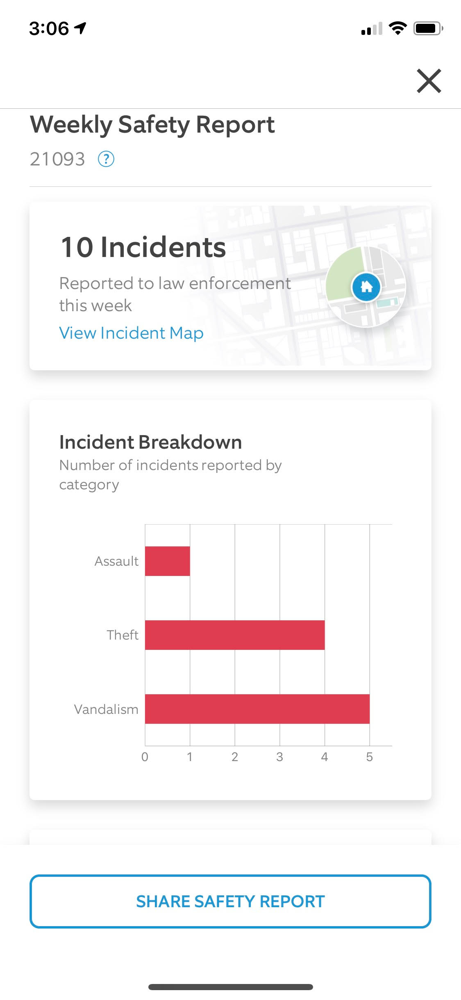 3:06
Weekly Safety Report
21093 ?
10 Incidents
Reported to law enforcement
this week
View Incident Map
Incident Breakdown
Number of incidents reported by
category
Assault
Theft
Vandalism
0 1 2 3 4 5
SHARE SAFETY REPORT